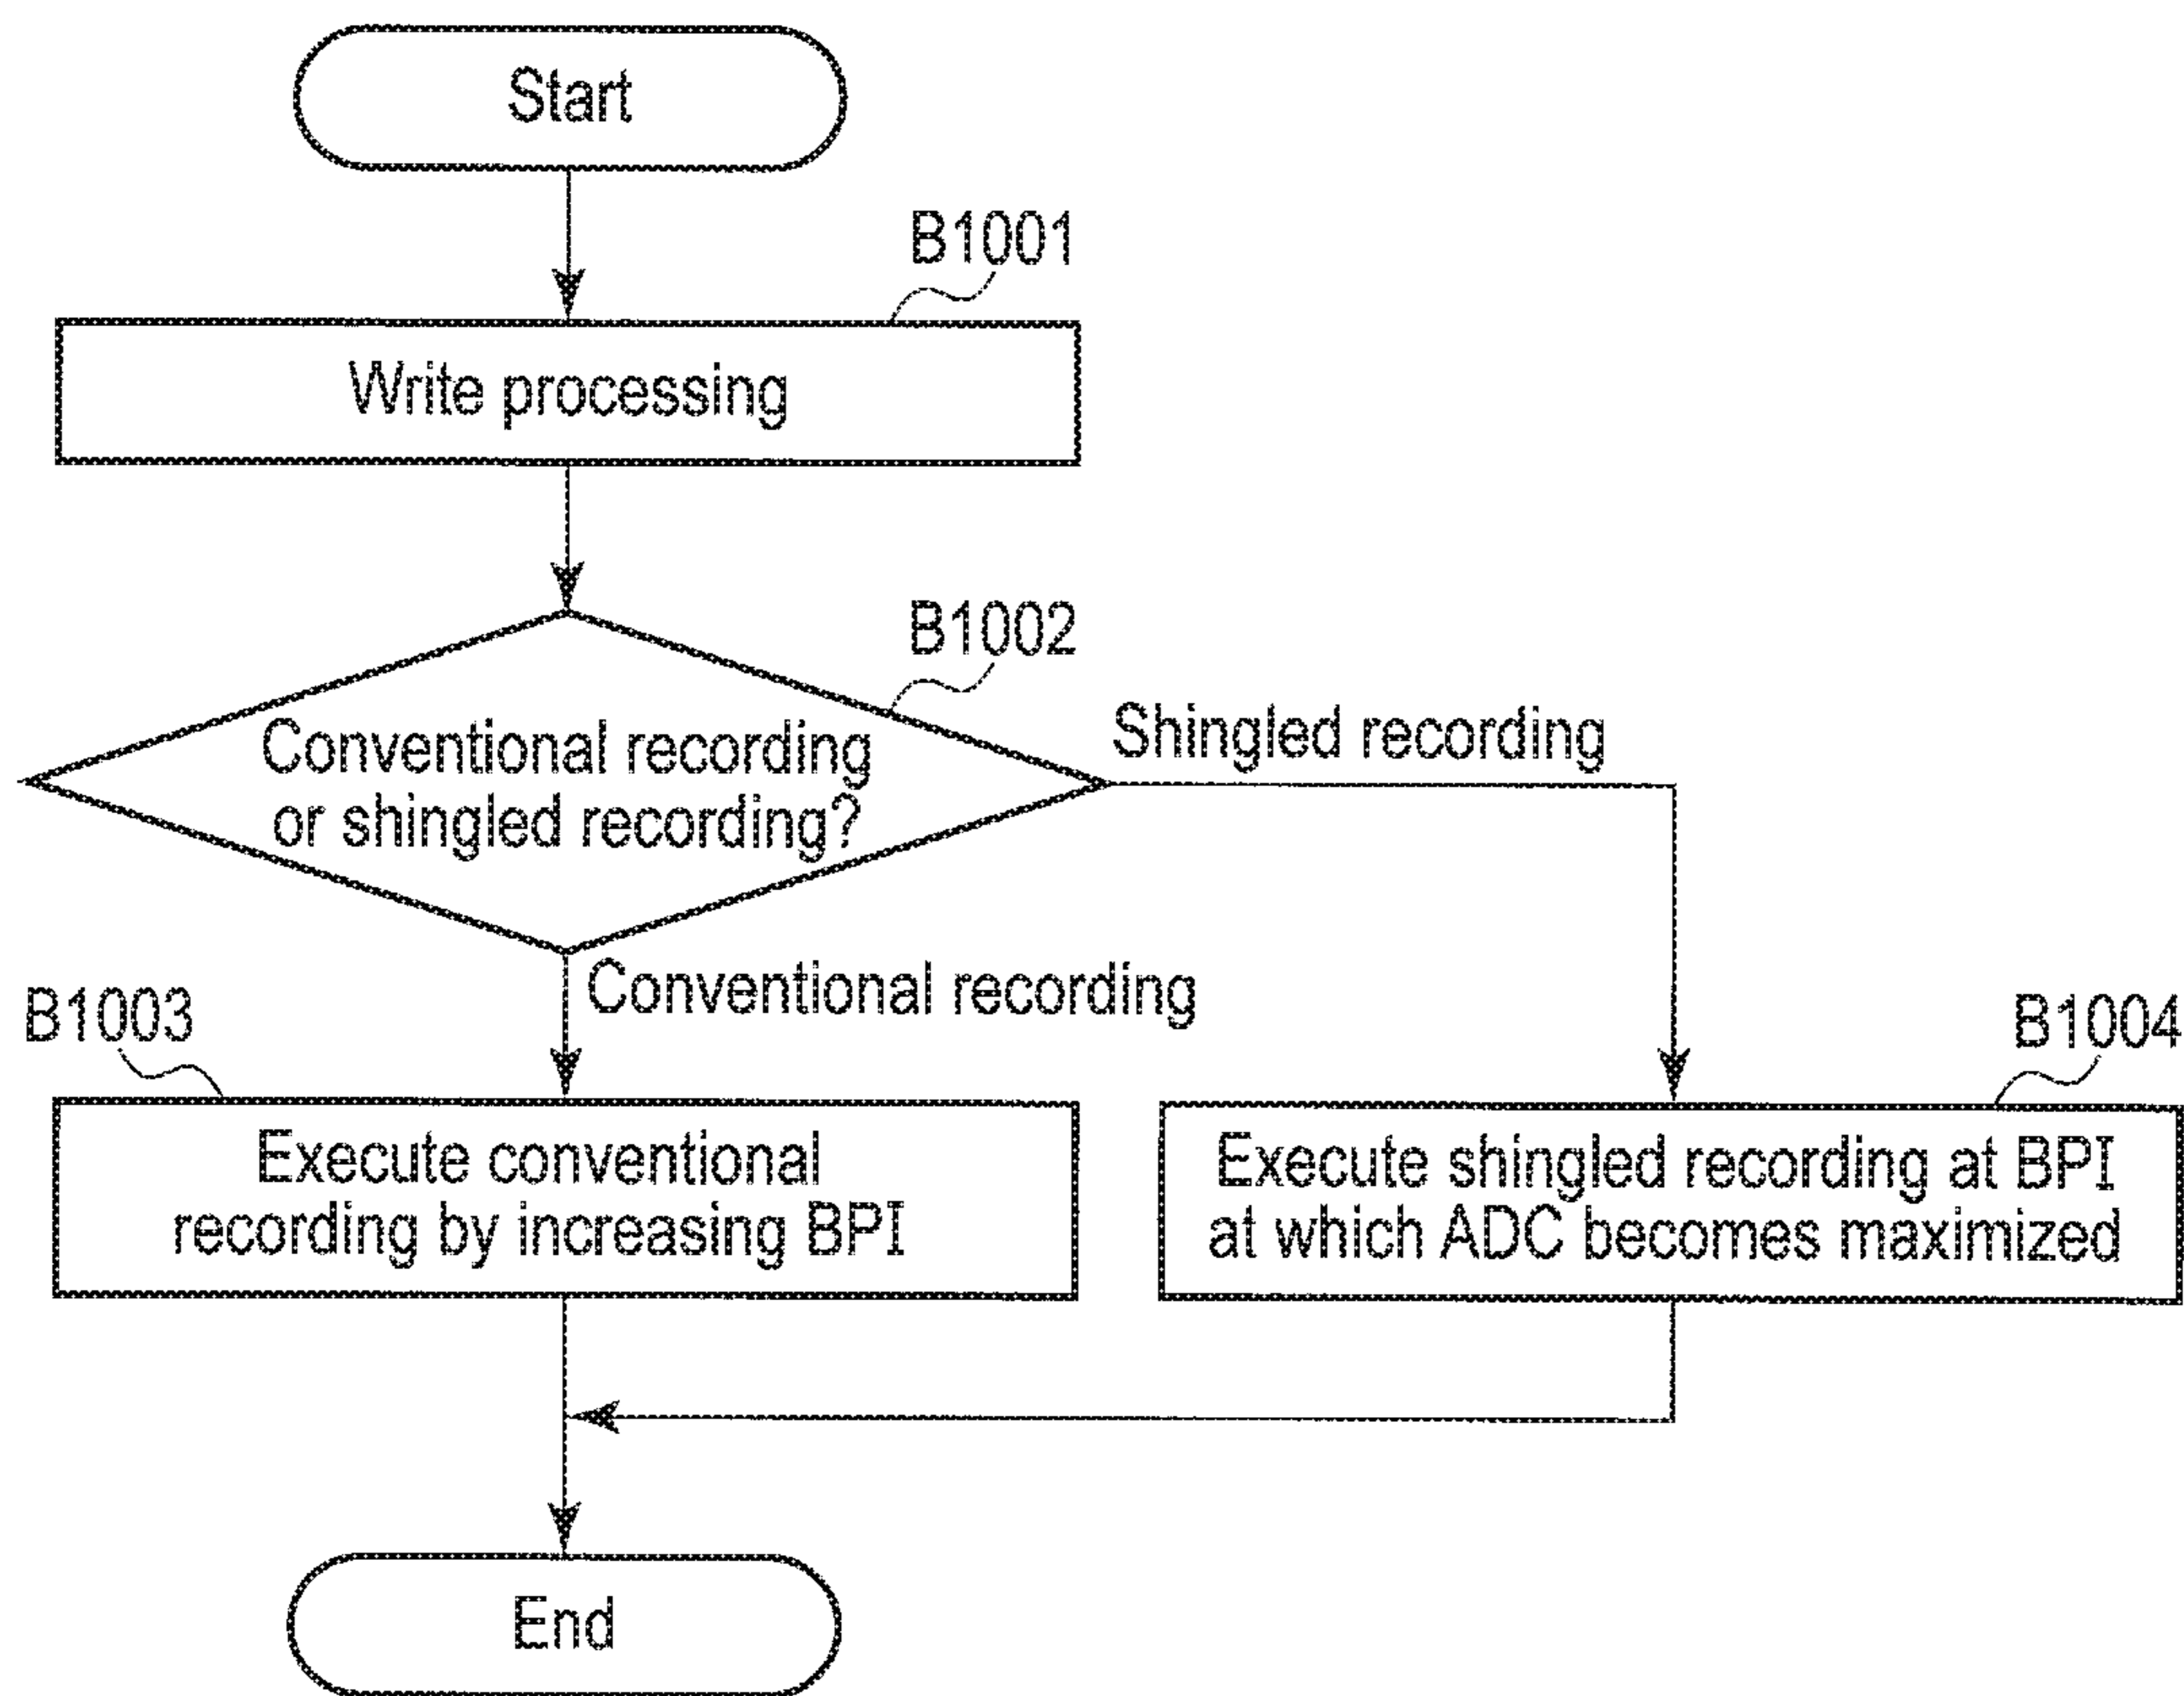 Start
B1001
Write processing
B1002
Conventional recording
or shingled recording?
Shingled recording
Conventional recording
B1003
Execute conventional
recording by increasing BPI
B1004
Execute shingled recording at BPI
at which ADC becomes maximized
End